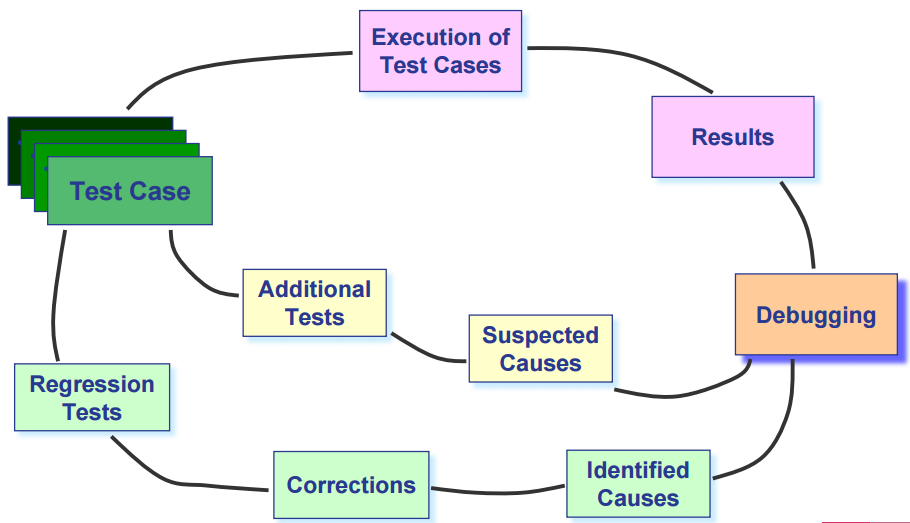 Execution of
Test Cases
Results
Test Case
Additional
Tests
Suspected
Causes
Debugging
Regression
Tests
Corrections
Identified
Causes